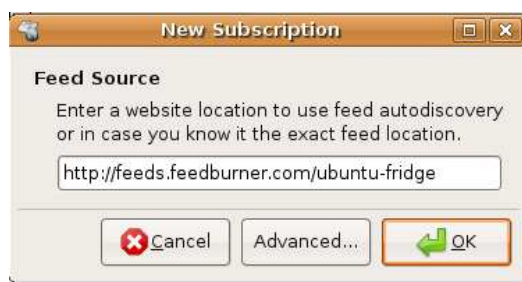 New Subscription
Feed Source
Enter a website location to use feed autodiscovery
or in case you know it the exact feed location.
http://feeds.feedburner.com/ubuntu-fridge
Cancel Advanced... OK